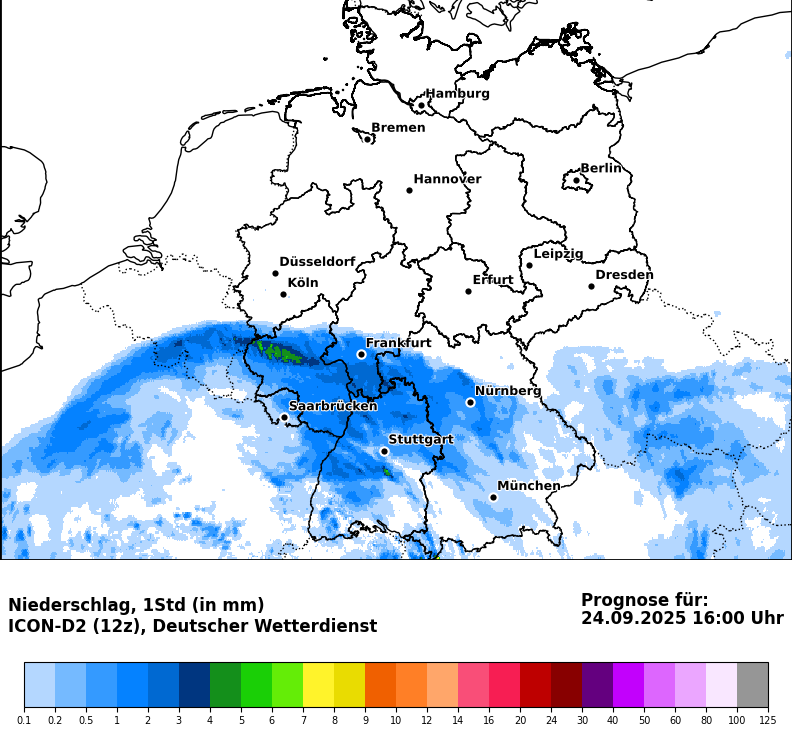 Hamburg
Bremen
Berlin
Hannover
Leipzig
Düsseldorf
Dresden
Köln
Erfurt
Frankfurt
Nürnberg
Saarbrücken
Stuttgart
München
Niederschlag, 1Std (in mm)
ICON-D2 (12z), Deutscher Wetterdienst
Prognose für:
24.09.2025 16:00 Uhr
0.1 0.2 0.5 1 2 3 4 5 6 7 8 9 10 12 14 16 20 24 30 40 50 60 80 100 125